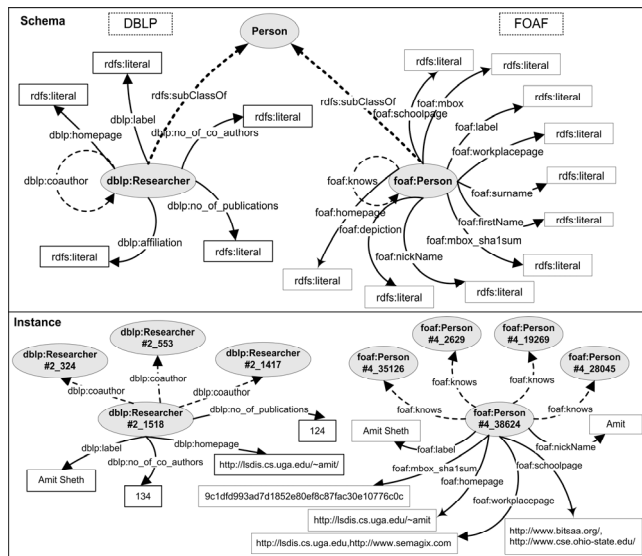 Schema
DBLP
FOAF
Person
rdfs:literal
rdfs:literal
rdfs:literal
rdfs:literal
rdfs:subClassOf
rdfs:subClassOf
foaf:schoolpage
foaf:mbox
dblp:label
dblp:homepage
rdfs:literal
dblp:no_of_co_authors
foaf:label
rdfs:literal
foaf:workplacepage
dblp:coauthor
dblp:Researcher
foaf:knows
foaf:Person
rdfs:literal
foaf:surname
dblp:no_of_publications
foaf:homepage
foaf:firstName
rdfs:literal
foaf:depiction
foaf:mbox_sha1sum
dblp:affiliation
rdfs:literal
rdfs:literal
foaf:nickName
rdfs:literal
rdfs:literal
rdfs:literal
rdfs:literal
Instance
dblp:Researcher
#2_553
dblp:Researcher
#2_324
dblp:Researcher
#2_1417
foaf:Person
#4_2629
foaf:Person
#4_19269
foaf:Person
#4_35126
foaf:Person
#4_28045
dblp:coauthor
dblp:coauthor
dblp:coauthor
foaf:knows
foaf:knows
foaf:knows
foaf:knows
dblp:Researcher
#2_1518
dblp:no_of_publications
124
foaf:Person
#4_38624
Amit Sheth
foaf:label
foaf:nickName
Amit
dblp:label
dblp:homepage
dblp:no_of_co_authors
http://lsdis.cs.uga.edu/~amit/
foaf:mbox_sha1sum
foaf:homepage
foaf:schoolpage
Amit Sheth
134
9c1dfd993ad7d1852e80ef8c87fac30e10776c0c
foaf:workplacepage
http://lsdis.cs.uga.edu/~amit
http://www.bitsaa.org/,
http://www.cse.ohio-state.edu/
http://lsdis.cs.uga.edu,http://www.semagix.com